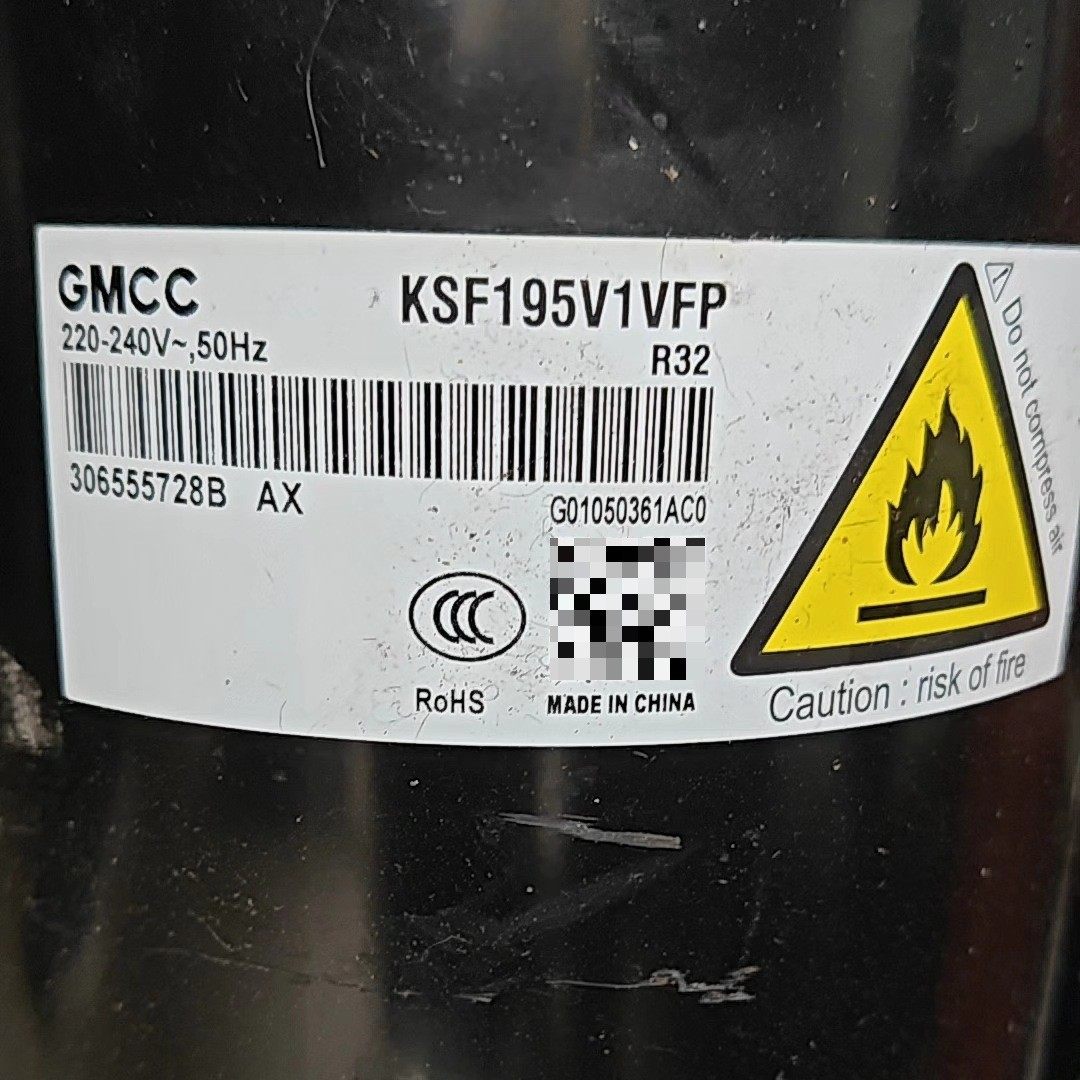 GMCC
KSF195V1VFP
220-240V~,50Hz
R32
306555728B AX
G01050361AC0
CCC
RoHS
MADE IN CHINA
Do not compress air
Caution : risk of fire